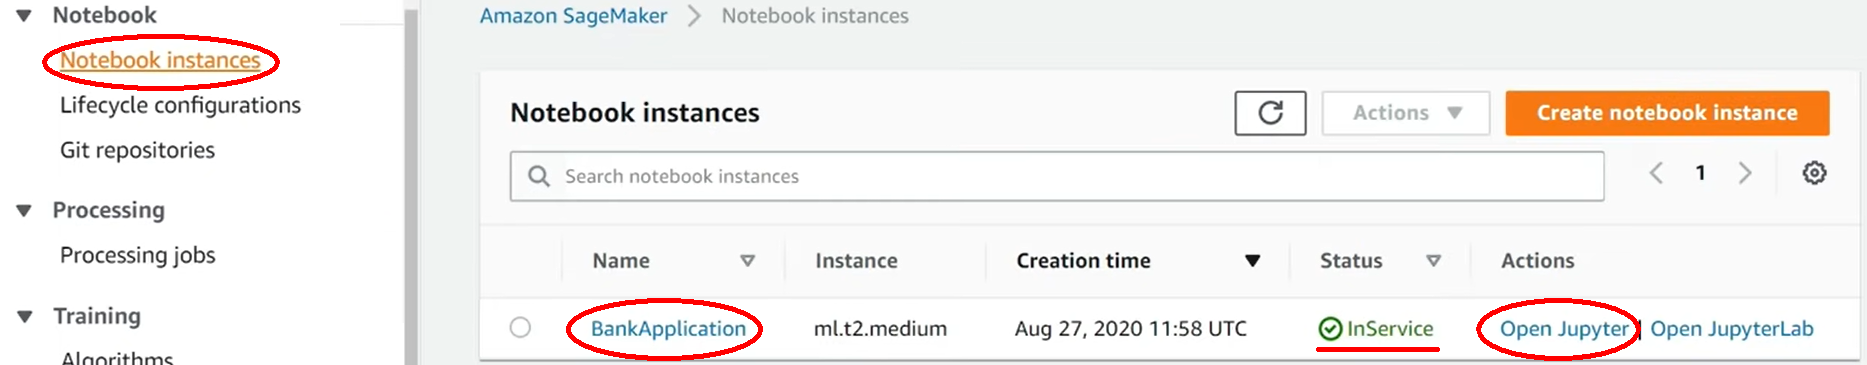 Notebook
Notebook instances
Lifecycle configurations
Git repositories
Processing
Processing jobs
Training
Algorithms
Amazon SageMaker > Notebook instances
Notebook instances
Actions
Create notebook instance
Search notebook instances
1
Name Instance Creation time Status Actions
BankApplication ml.t2.medium Aug 27, 2020 11:58 UTC InService Open Jupyter | Open JupyterLab